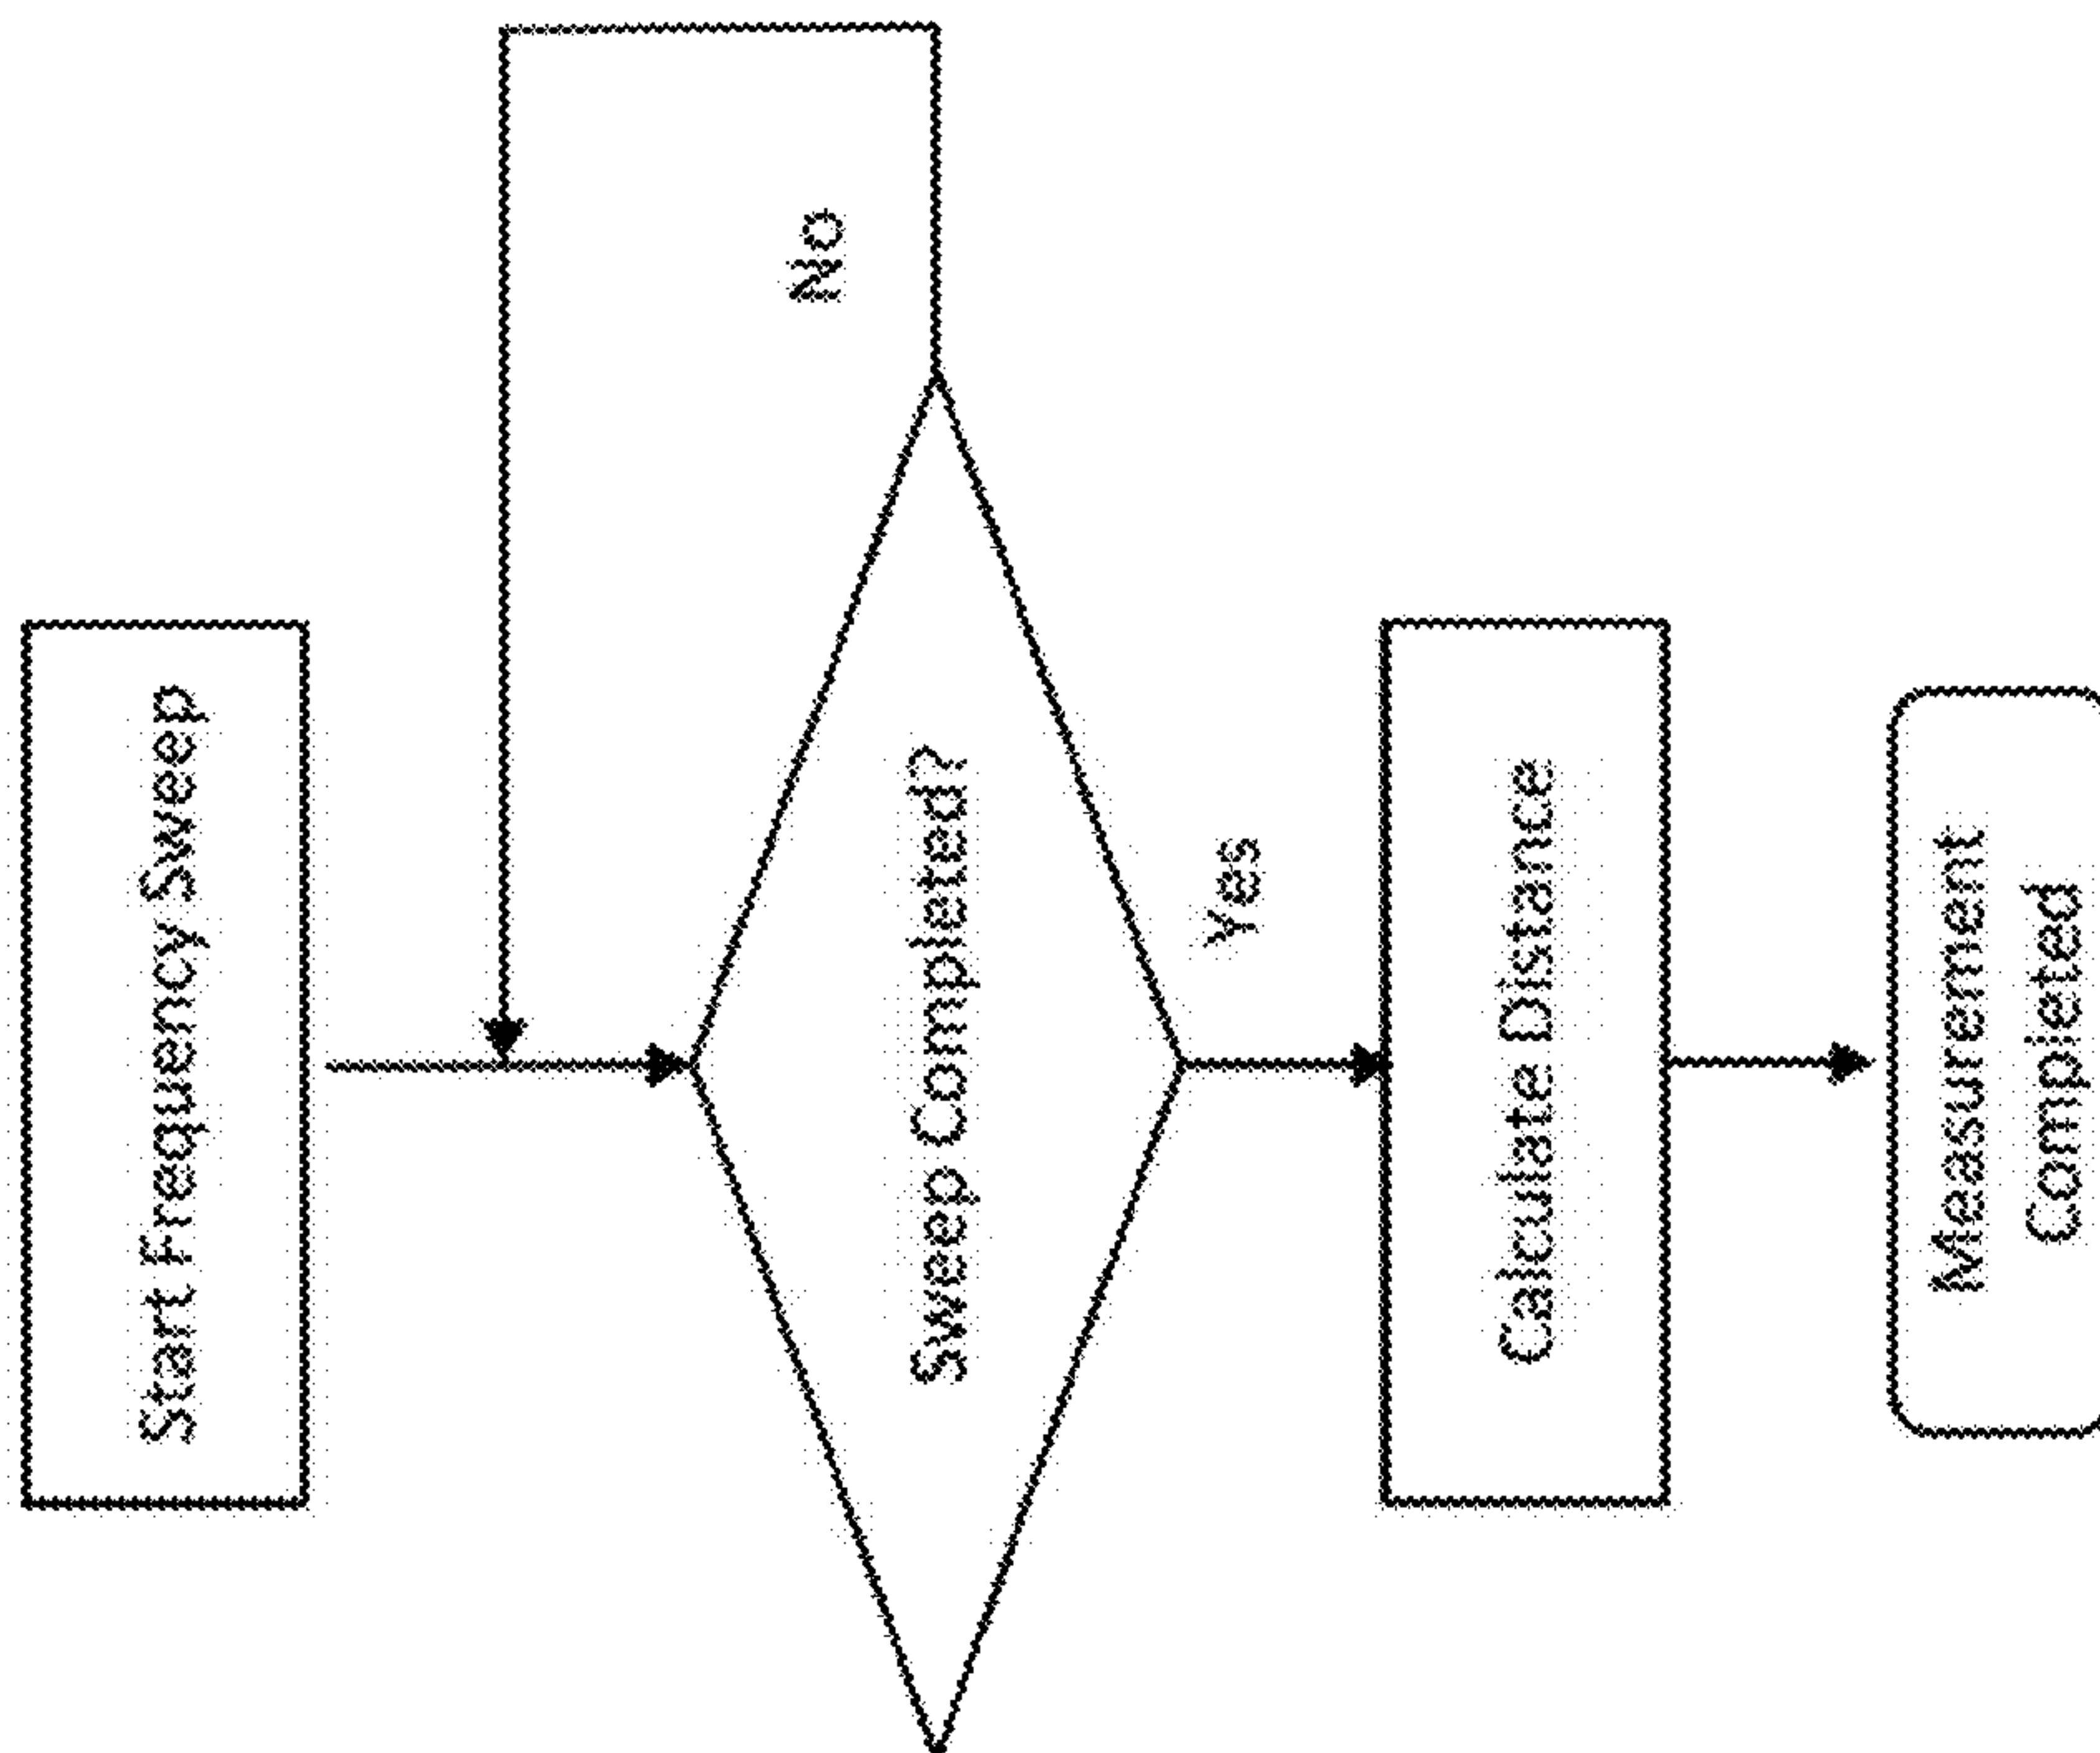 Start Frequency Sweep
No
Sweep Completed?
Yes
Calculate Distance
Measurement
Completed